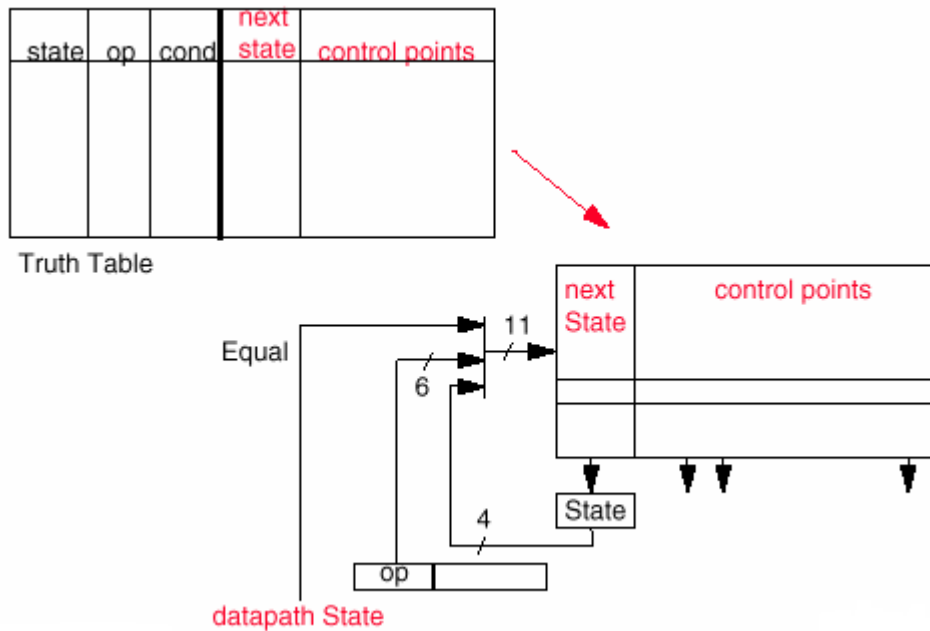 next
state op cond state control points
Truth Table
next control points
State
11
Equal
6
State
4
op
datapath State